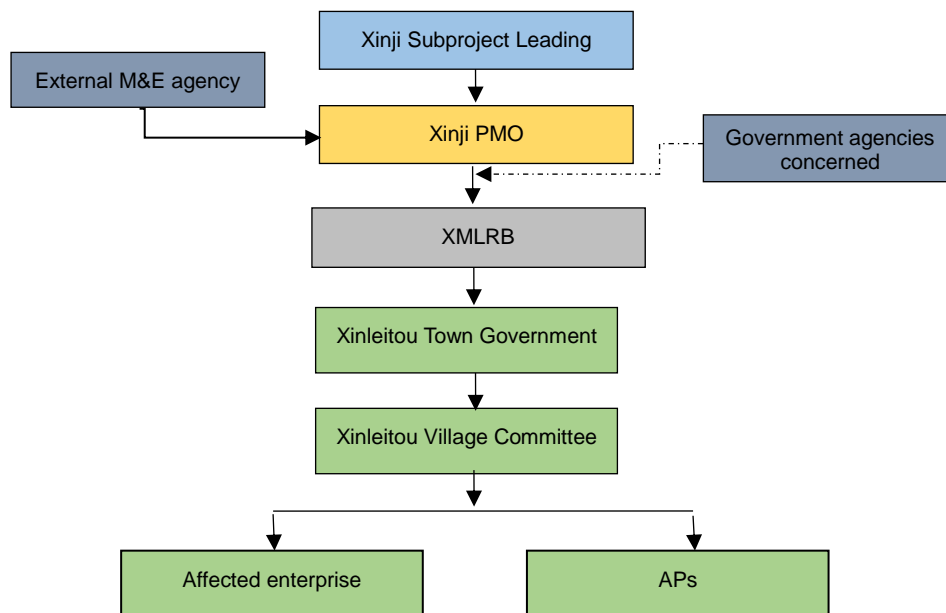 Xinji Subproject Leading
External M&E agency
Xinji PMO
Government agencies
concerned
XMLRB
Xinleitou Town Government
Xinleitou Village Committee
Affected enterprise
APs